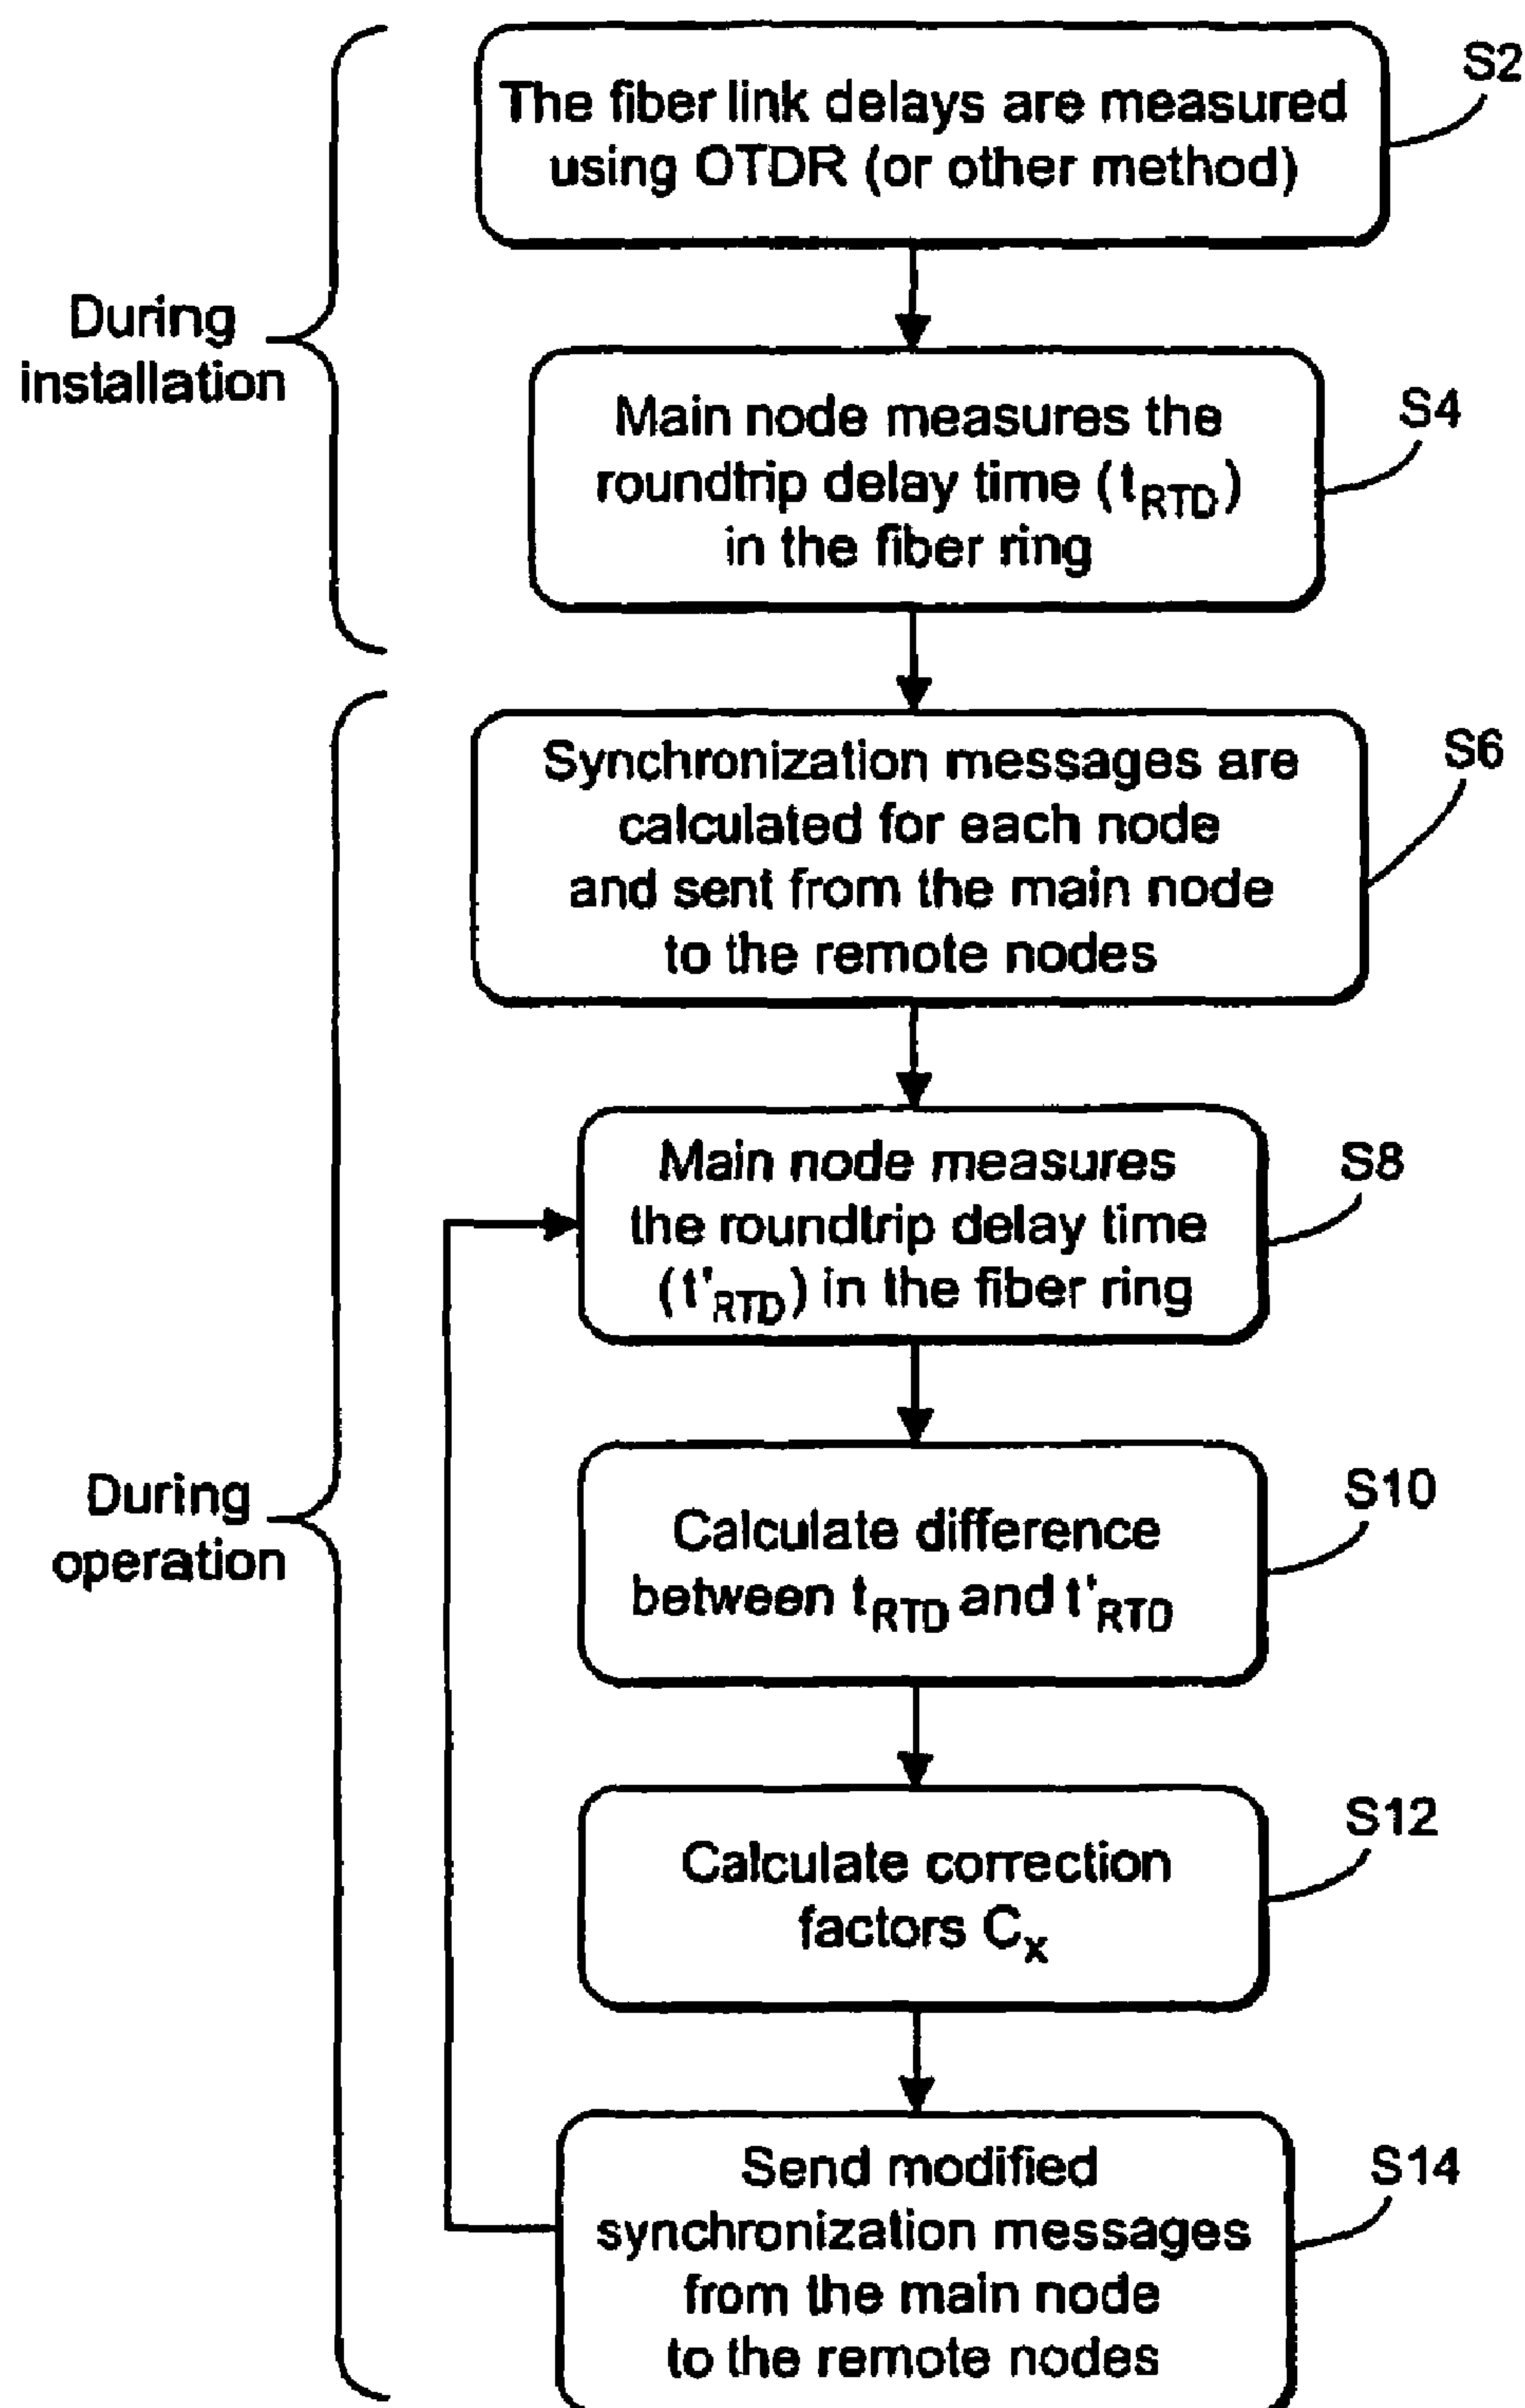 The fiber link delays are measured
using OTDR (or other method)
S2
During
installation
Main node measures the
roundtrip delay time (tRTD)
in the fiber ring
S4
Synchronization messages are
calculated for each node
and sent from the main node
to the remote nodes
S6
Main node measures
the roundtrip delay time
(t'RTD) in the fiber ring
S8
During
operation
Calculate difference
between tRTD and t'RTD
S10
Calculate correction
factors Cx
S12
Send modified
synchronization messages
from the main node
to the remote nodes
S14